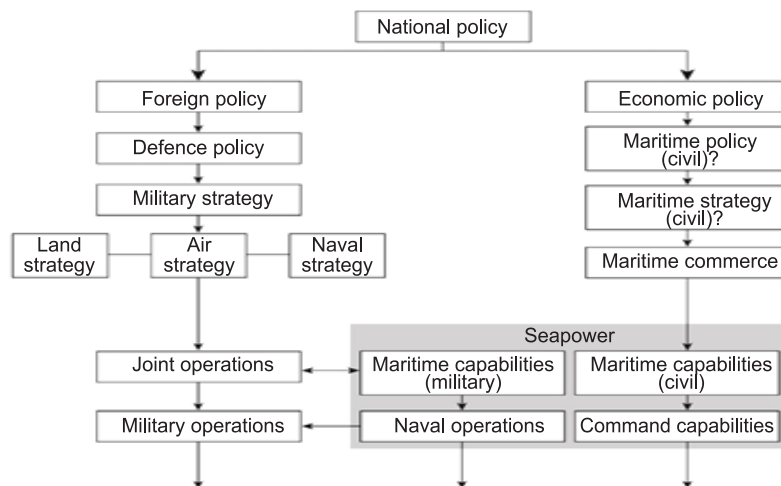 National policy
Foreign policy
Economic policy
Defence policy
Maritime policy
(civil)?
Military strategy
Maritime strategy
(civil)?
Land
strategy
Air
strategy
Naval
strategy
Maritime commerce
Seapower
Joint operations
Maritime capabilities
(military)
Maritime capabilities
(civil)
Military operations
Naval operations
Command capabilities